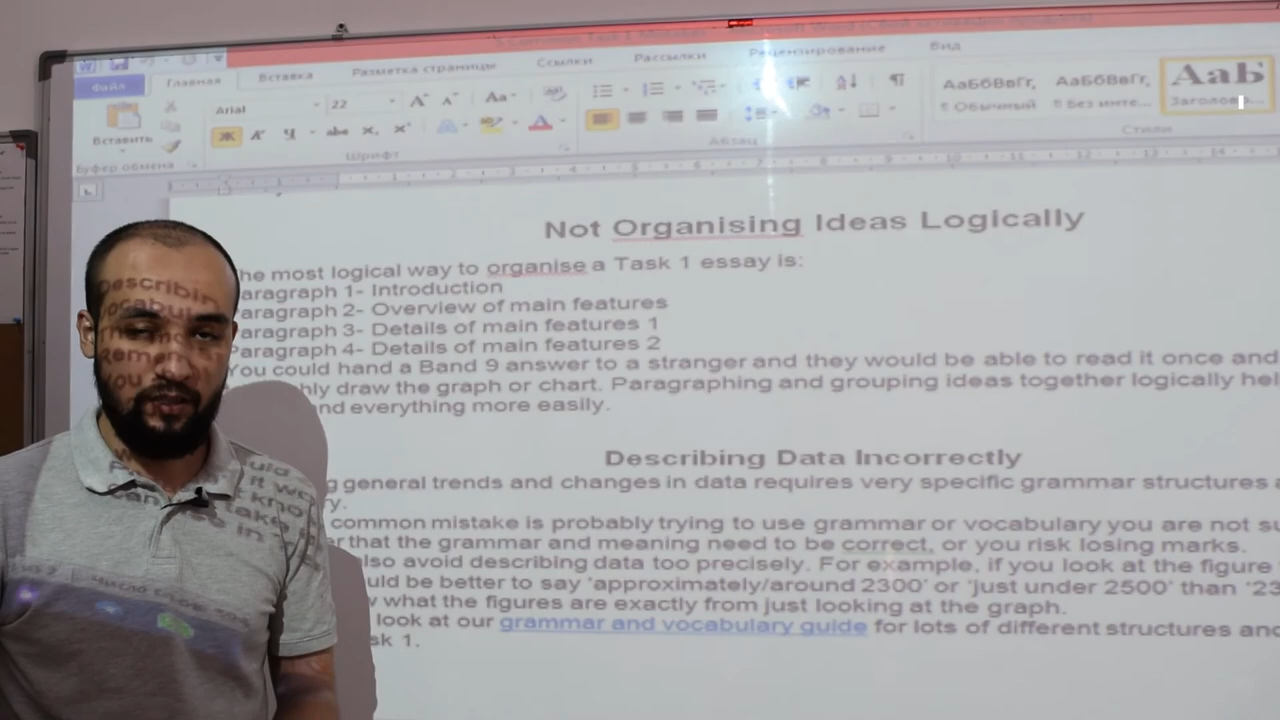 Рассылки
Рецензирование
Вид
Ссылки
Разметка страницы
Вставка
Главная
Файл
Вставить
Буфер обмена
Arial
22
Шрифт
Абзац
АаБбВвГг,
АаБбВвГг,
АаБ
¶ Обычный
¶ Без инте...
Заголово...
Стили
Not Organising Ideas Logically
he most logical way to organise a Task 1 essay is:
aragraph 1- Introduction
aragraph 2- Overview of main features
aragraph 3- Details of main features 1
Paragraph 4- Details of main features 2
You could hand a Band 9 answer to a stranger and they would be able to read it once and
hly draw the graph or chart. Paragraphing and grouping ideas together logically hel
nd everything more easily.
Describing Data Incorrectly
g general trends and changes in data requires very specific grammar structures a
ry.
common mistake is probably trying to use grammar or vocabulary you are not su
er that the grammar and meaning need to be correct, or you risk losing marks.
lso avoid describing data too precisely. For example, if you look at the figure
uld be better to say 'approximately/around 2300' or 'just under 2500' than '23
w what the figures are exactly from just looking at the graph.
look at our grammar and vocabulary guide for lots of different structures and
sk 1.